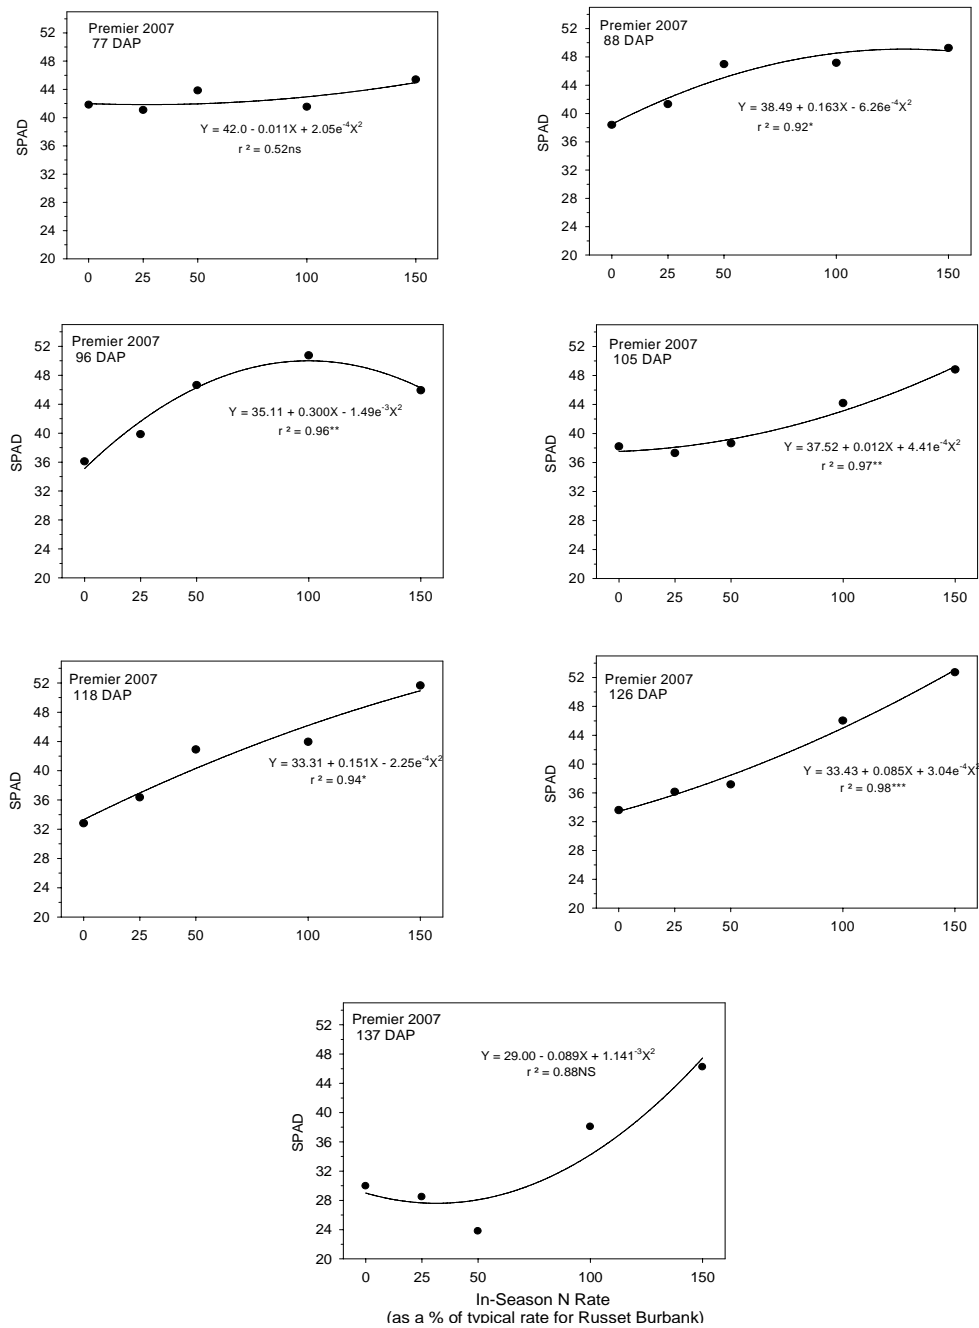 Premier 2007
77 DAP
52
48
44
40
36
32
28
24
20
SPAD
Y = 42.0 - 0.011X + 2.05e⁻⁴X²
r ² = 0.52ns
0 25 50 100 150
Premier 2007
88 DAP
52
48
44
40
36
32
28
24
20
SPAD
Y = 38.49 + 0.163X - 6.26e⁻⁴X²
r ² = 0.92*
0 25 50 100 150
Premier 2007
96 DAP
52
48
44
40
36
32
28
24
20
SPAD
Y = 35.11 + 0.300X - 1.49e⁻³X²
r ² = 0.96**
0 25 50 100 150
Premier 2007
105 DAP
52
48
44
40
36
32
28
24
20
SPAD
Y = 37.52 + 0.012X + 4.41e⁻⁴X²
r ² = 0.97**
0 25 50 100 150
Premier 2007
118 DAP
52
48
44
40
36
32
28
24
20
SPAD
Y = 33.31 + 0.151X - 2.25e⁻⁴X²
r ² = 0.94*
0 25 50 100 150
Premier 2007
126 DAP
52
48
44
40
36
32
28
24
20
SPAD
Y = 33.43 + 0.085X + 3.04e⁻⁴X²
r ² = 0.98***
0 25 50 100 150
Premier 2007
137 DAP
52
48
44
40
36
32
28
24
20
SPAD
Y = 29.00 - 0.089X + 1.141⁻³X²
r ² = 0.88NS
0 25 50 100 150
In-Season N Rate
(as a % of typical rate for Russet Burbank)